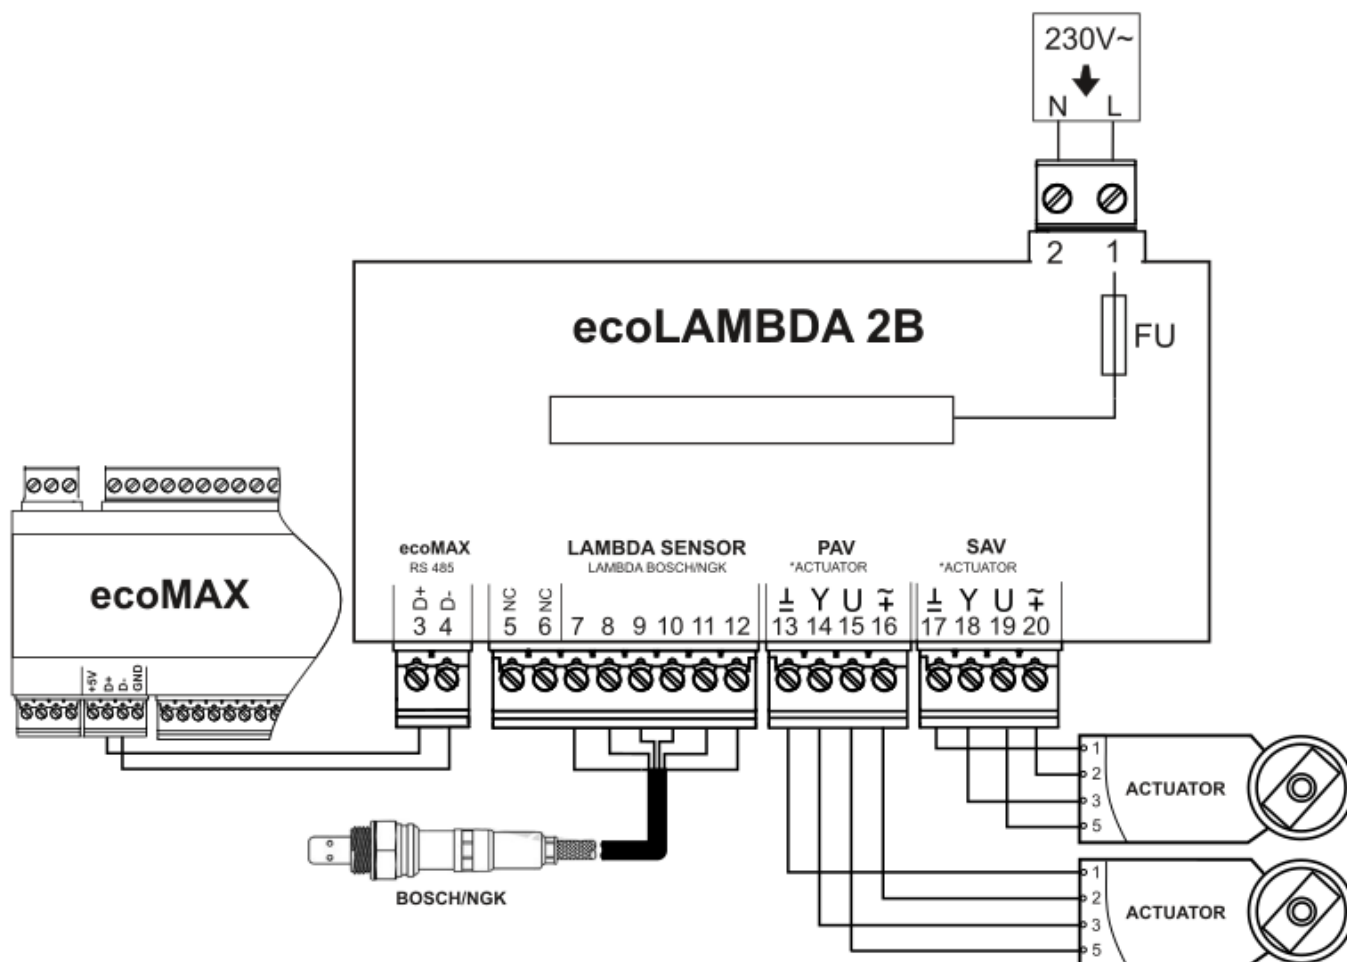 230V~
N L
2 1
ecoLAMBDA 2B
FU
ecoMAX
RS 485
LAMBDA SENSOR
LAMBDA BOSCH/NGK
PAV
*ACTUATOR
SAV
*ACTUATOR
D+ D- NC NC ⊥ Y U ≂ ⊥ Y U ≂
3 4 5 6 7 8 9 10 11 12 13 14 15 16 17 18 19 20
ecoMAX
+5V D+ D- GND
1
2
3
5
ACTUATOR
BOSCH/NGK
1
2
3
5
ACTUATOR